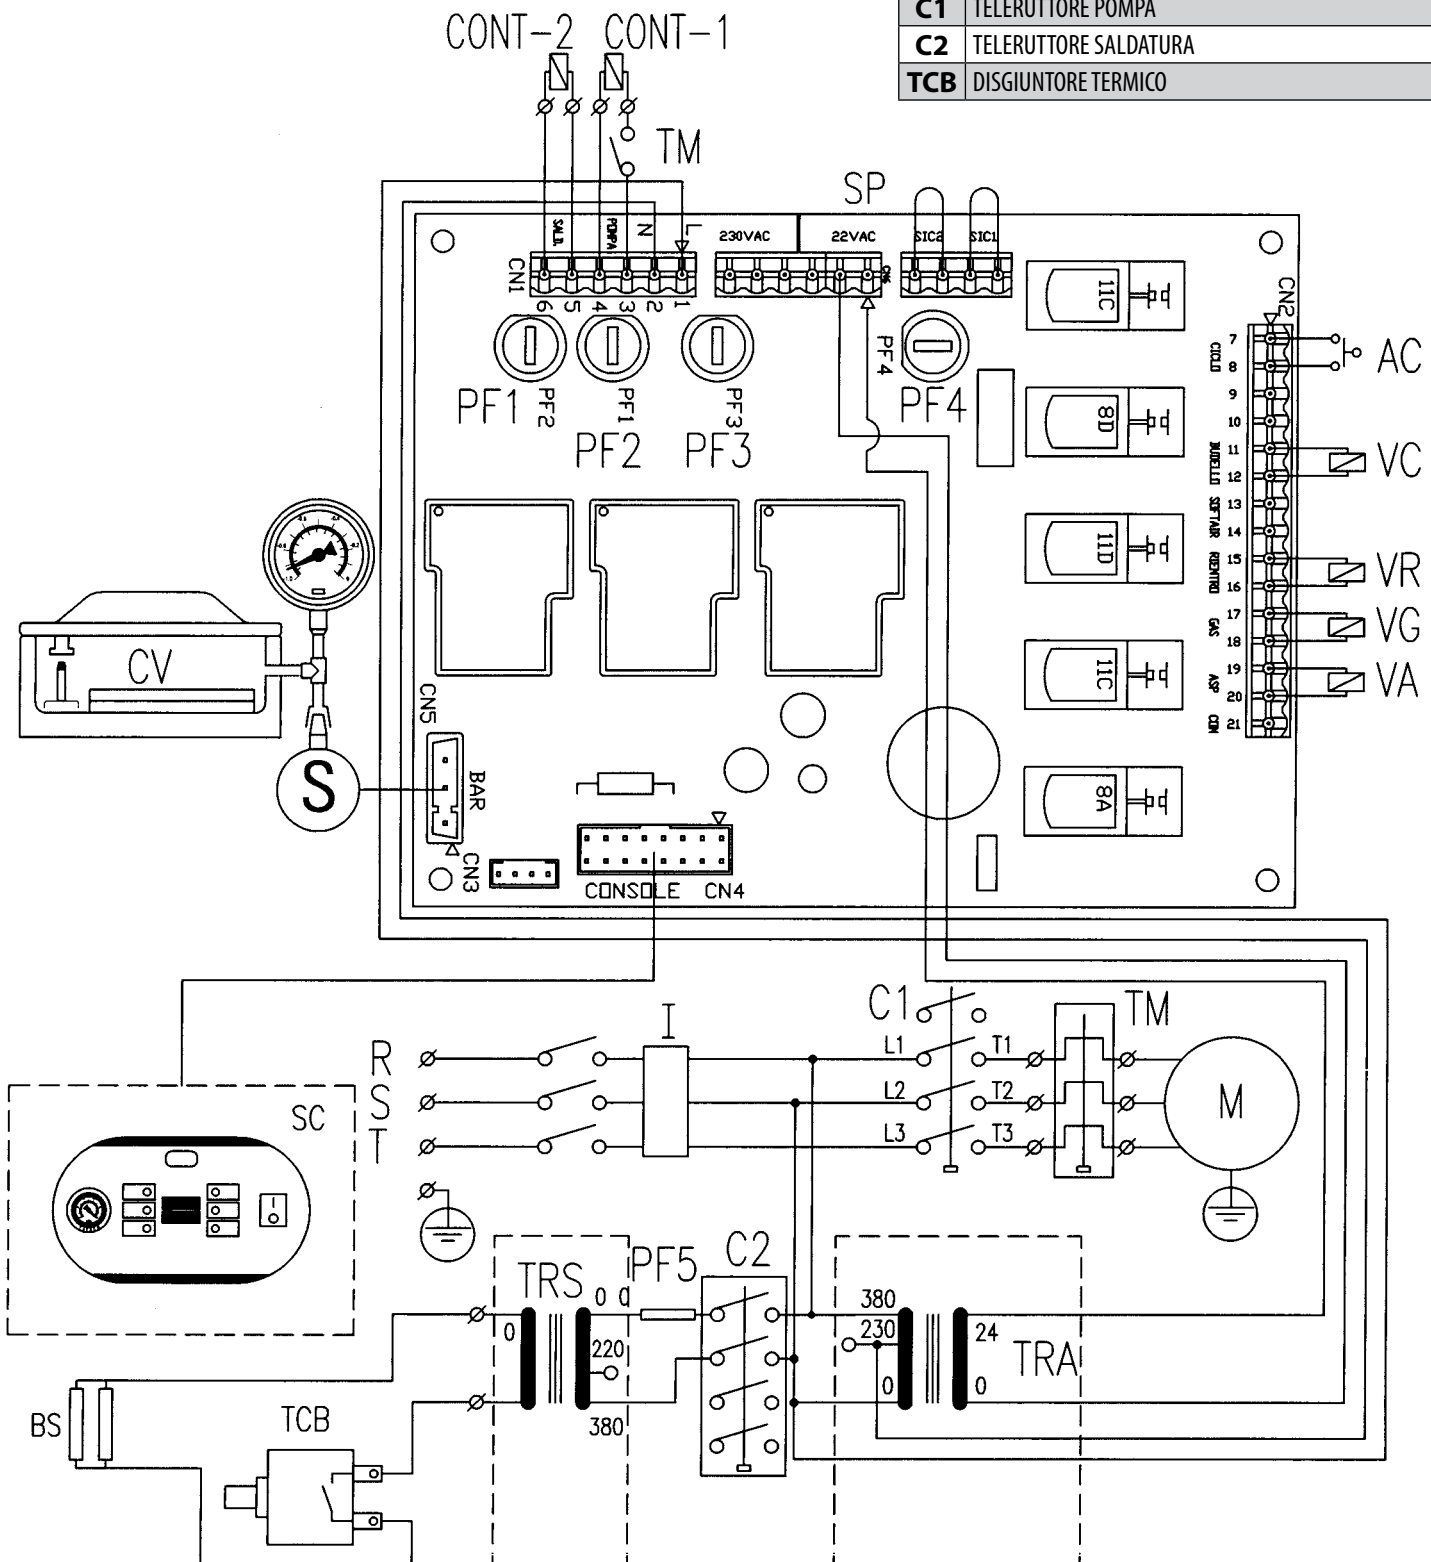 C1 TELERUTTORE POMPA
C2 TELERUTTORE SALDATURA
TCB DISGIUNTORE TERMICO
CONT-2 CONT-1
TM
SP
SALD. POMPA N L
230VAC 22VAC SIC2 SIC1
CN1
6 5 4 3 2 1
CN2
PF1 PF2
PF2 PF1
PF3 PF3
PF4 PF4
11C
8D
11D
11C
8A
7
CICLO
8
9
10
11
BUDELLO
12
13
SOFTAIR
14
15
RIENTRO
16
17
GAS
18
19
ASP
20
21
COM
AC
VC
VR
VG
VA
CV
S
CN5
BAR
CN3
CONSOLE CN4
SC
R
S
T
I
C1
L1 T1
L2 T2
L3 T3
TM
M
TRS
0
0 0
220
380
PF5
C2
380
230
0
24
0
TRA
BS
TCB